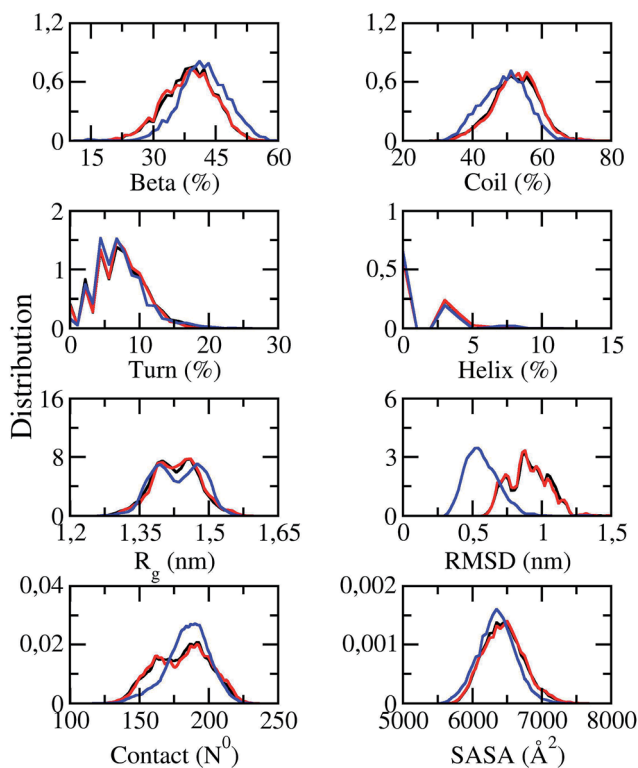 1,2 1,2
0,6 0,6
0 0
15 30 45 60 20 40 60 80
Beta (%) Coil (%)
2 1
1 0,5
0 0
0 10 20 30 0 5 10 15
Turn (%) Helix (%)
Distribution
16 6
8 3
0 0
1,2 1,35 1,5 1,65 0 0,5 1 1,5
Rg (nm) RMSD (nm)
0,04 0,002
0,02 0,001
0 0
100 150 200 250 5000 6000 7000 8000
Contact (N⁰) SASA (Å²)